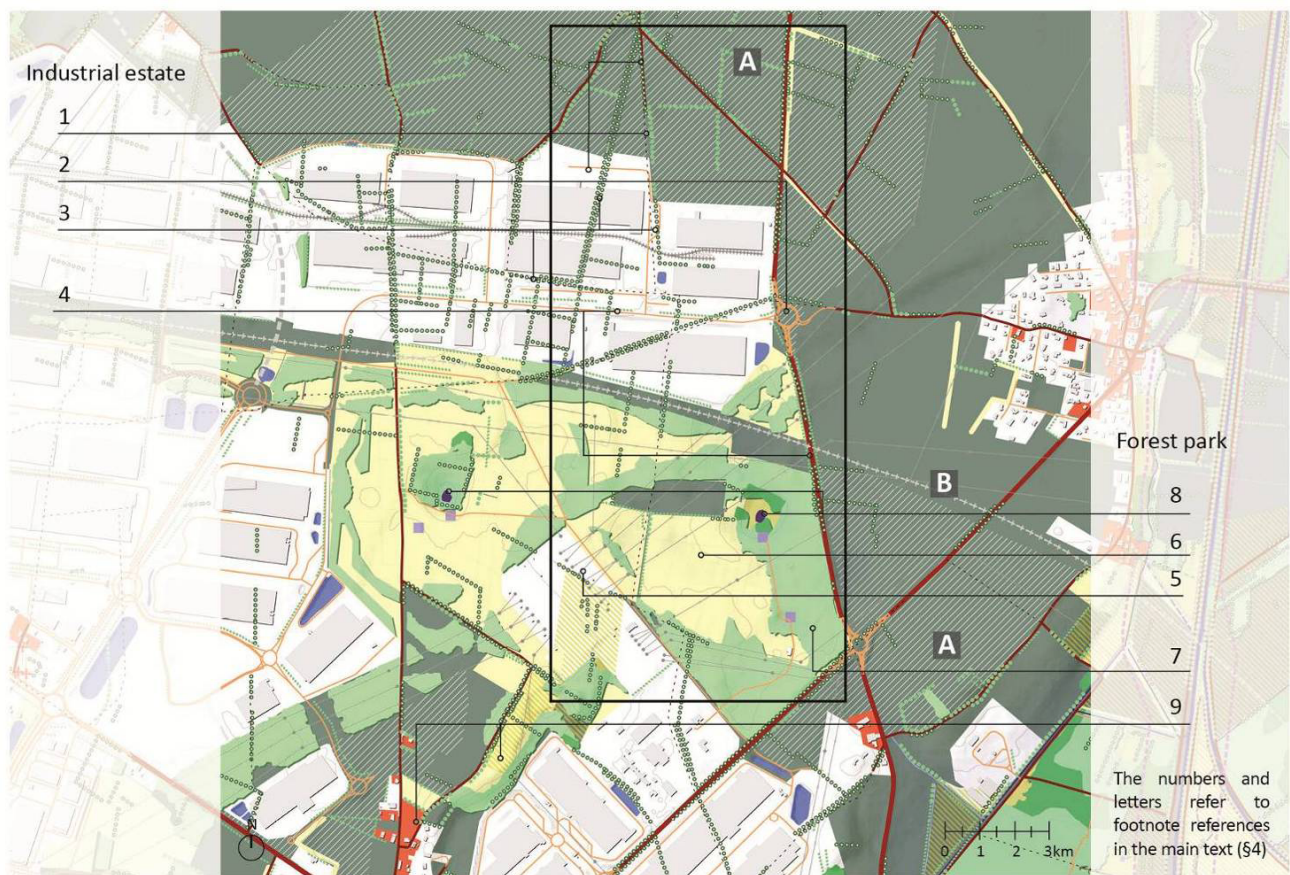 Industrial estate
1
2
3
4
A
B
A
Forest park
8
6
5
7
9
The numbers and
letters refer to
footnote references
in the main text (§4)
N
0 1 2 3km